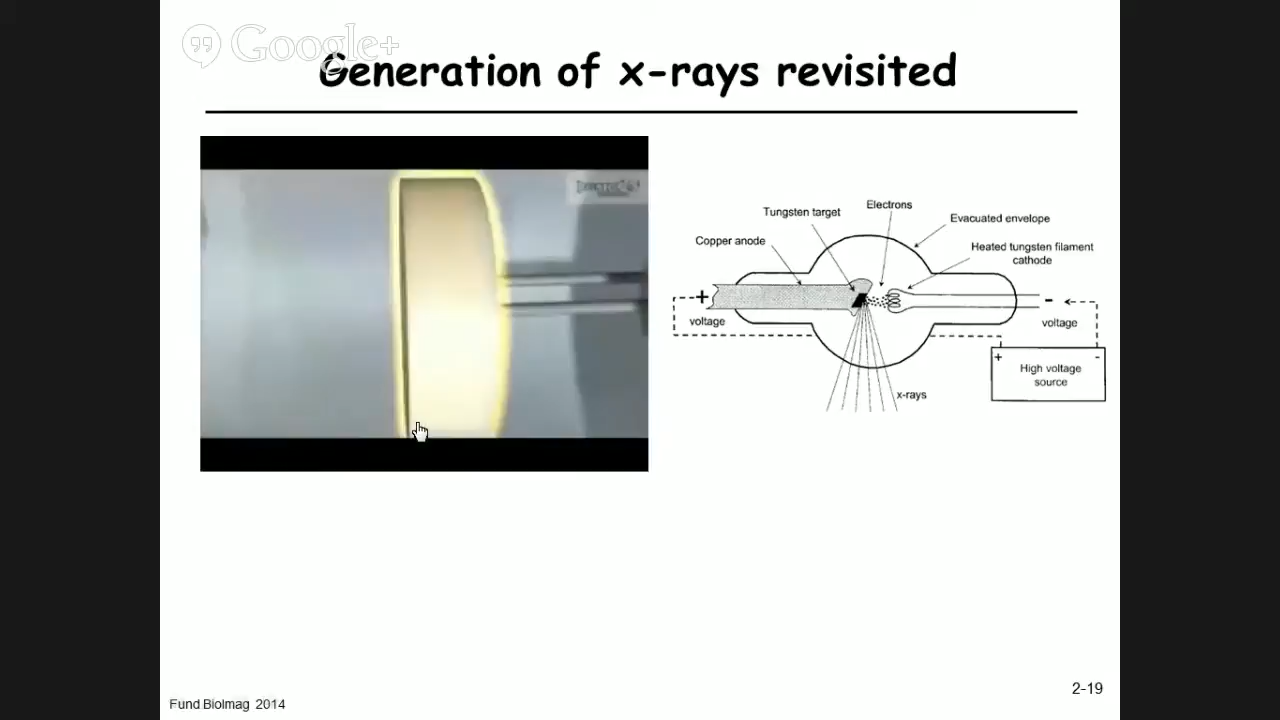 Google+
Generation of x-rays revisited
Tungsten target
Electrons
Evacuated envelope
Copper anode
Heated tungsten filament
cathode
+
-
voltage
voltage
+
-
High voltage
source
x-rays
2-19
Fund BioImag 2014